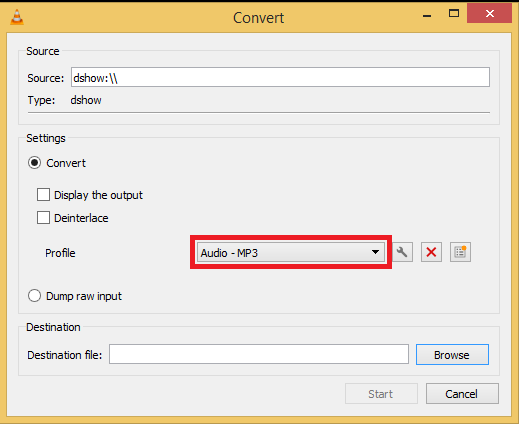 Convert
Source
Source: dshow:\\
Type: dshow
Settings
Convert
Display the output
Deinterlace
Profile Audio - MP3
Dump raw input
Destination
Destination file: Browse
Start Cancel